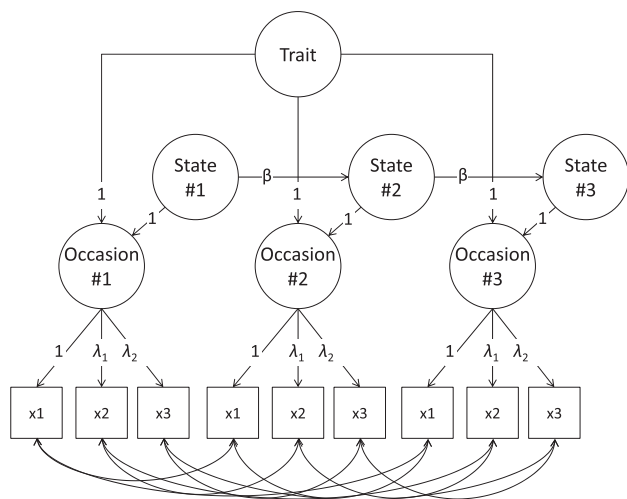 Trait
State
#1
β
State
#2
β
State
#3
1
1
1
1
1
1
Occasion
#1
Occasion
#2
Occasion
#3
1
λ1
λ2
1
λ1
λ2
1
λ1
λ2
x1
x2
x3
x1
x2
x3
x1
x2
x3